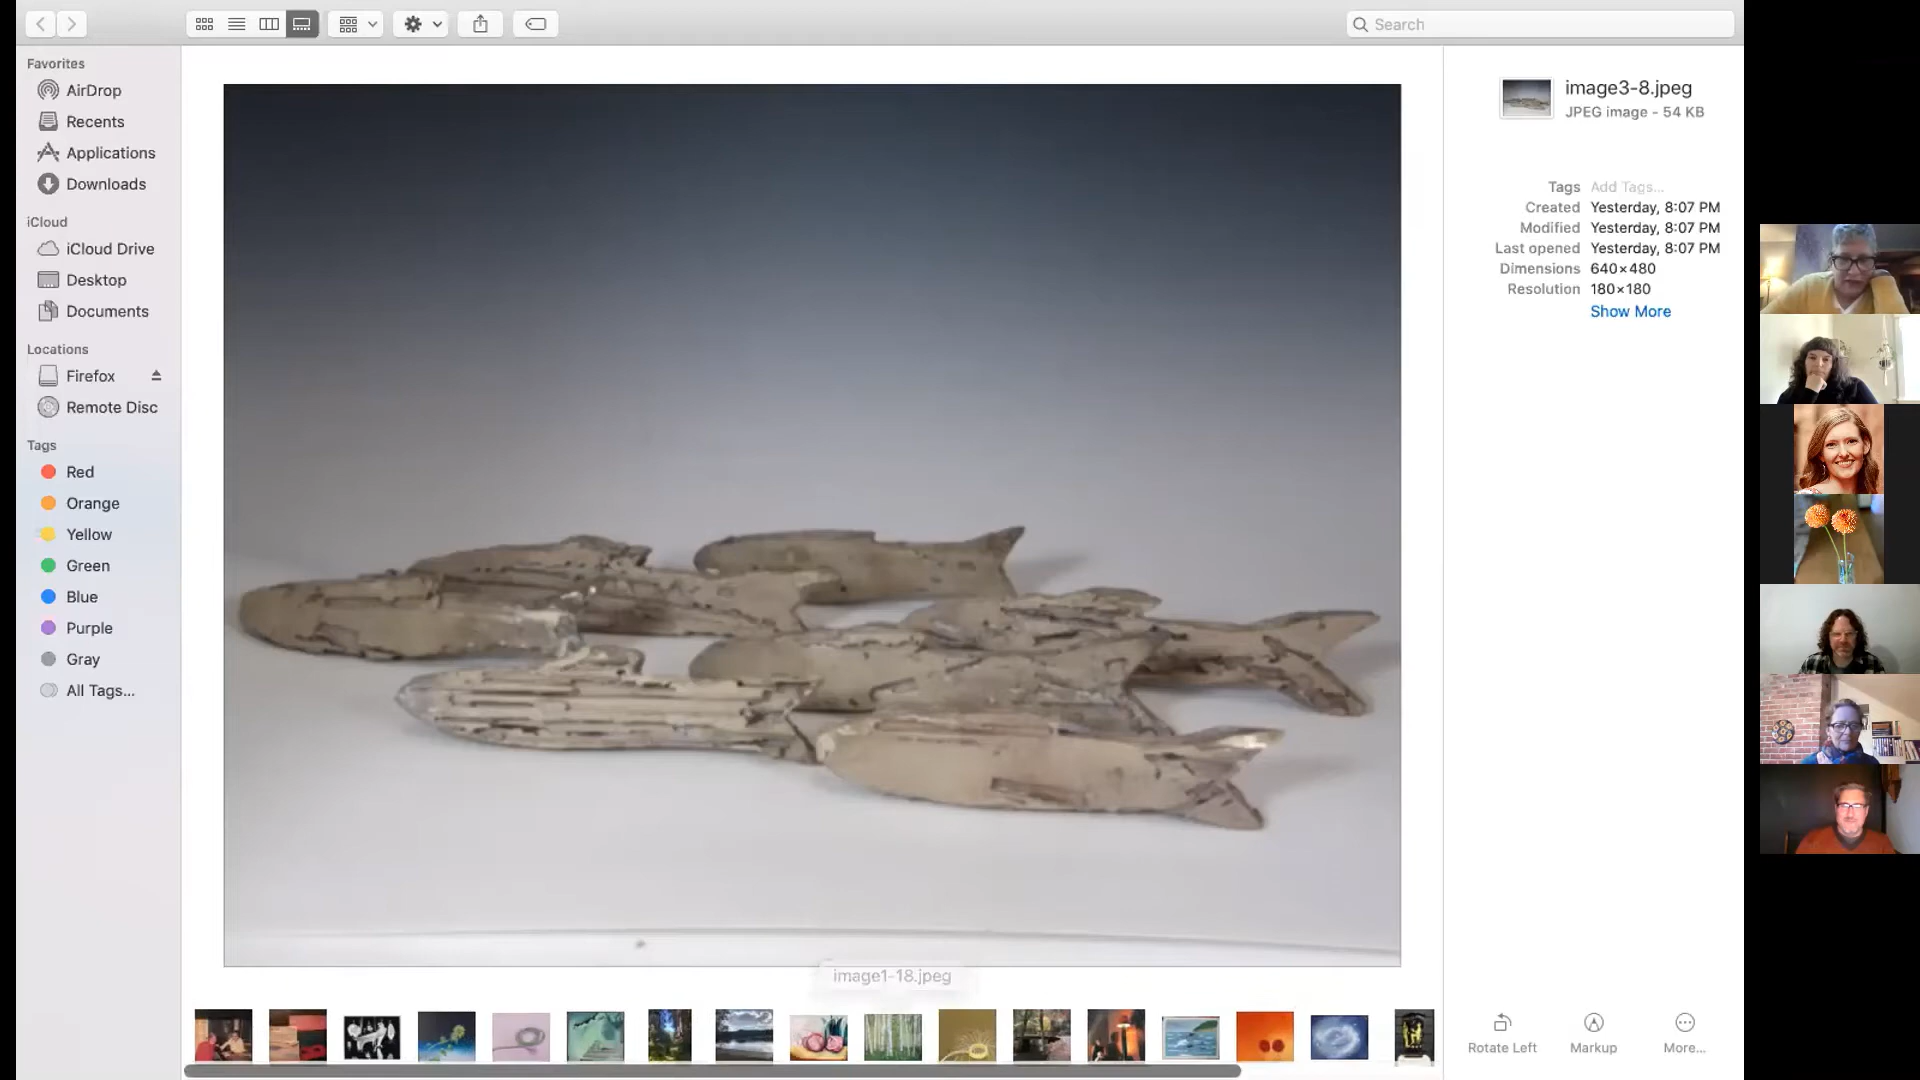 Search
Favorites
AirDrop
Recents
Applications
Downloads
iCloud
iCloud Drive
Desktop
Documents
Locations
Firefox
Remote Disc
Tags
Red
Orange
Yellow
Green
Blue
Purple
Gray
All Tags...
image3-8.jpeg
JPEG image - 54 KB
Tags Add Tags...
Created Yesterday, 8:07 PM
Modified Yesterday, 8:07 PM
Last opened Yesterday, 8:07 PM
Dimensions 640×480
Resolution 180×180
Show More
image1-18.jpeg
Rotate Left
Markup
More...